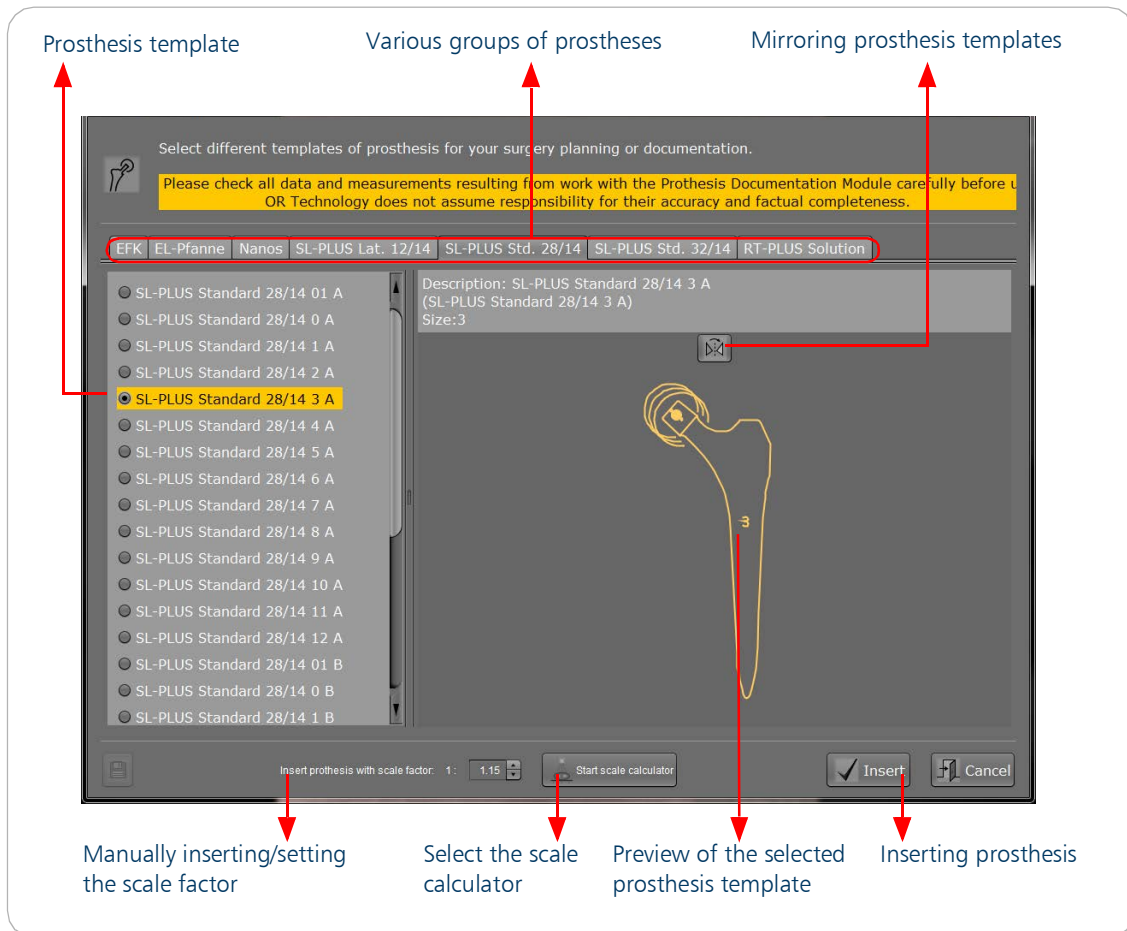 Prosthesis template
Various groups of prostheses
Mirroring prosthesis templates
Select different templates of prosthesis for your surgery planning or documentation.
Please check all data and measurements resulting from work with the Prothesis Documentation Module carefully before u
OR Technology does not assume responsibility for their accuracy and factual completeness.
EFK EL-Pfanne Nanos SL-PLUS Lat. 12/14 SL-PLUS Std. 28/14 SL-PLUS Std. 32/14 RT-PLUS Solution
SL-PLUS Standard 28/14 01 A
SL-PLUS Standard 28/14 0 A
SL-PLUS Standard 28/14 1 A
SL-PLUS Standard 28/14 2 A
SL-PLUS Standard 28/14 3 A
SL-PLUS Standard 28/14 4 A
SL-PLUS Standard 28/14 5 A
SL-PLUS Standard 28/14 6 A
SL-PLUS Standard 28/14 7 A
SL-PLUS Standard 28/14 8 A
SL-PLUS Standard 28/14 9 A
SL-PLUS Standard 28/14 10 A
SL-PLUS Standard 28/14 11 A
SL-PLUS Standard 28/14 12 A
SL-PLUS Standard 28/14 01 B
SL-PLUS Standard 28/14 0 B
SL-PLUS Standard 28/14 1 B
Description: SL-PLUS Standard 28/14 3 A
(SL-PLUS Standard 28/14 3 A)
Size:3
3
Insert prothesis with scale factor: 1 : 1.15
Start scale calculator
Insert
Cancel
Manually inserting/setting
the scale factor
Select the scale
calculator
Preview of the selected
prosthesis template
Inserting prosthesis